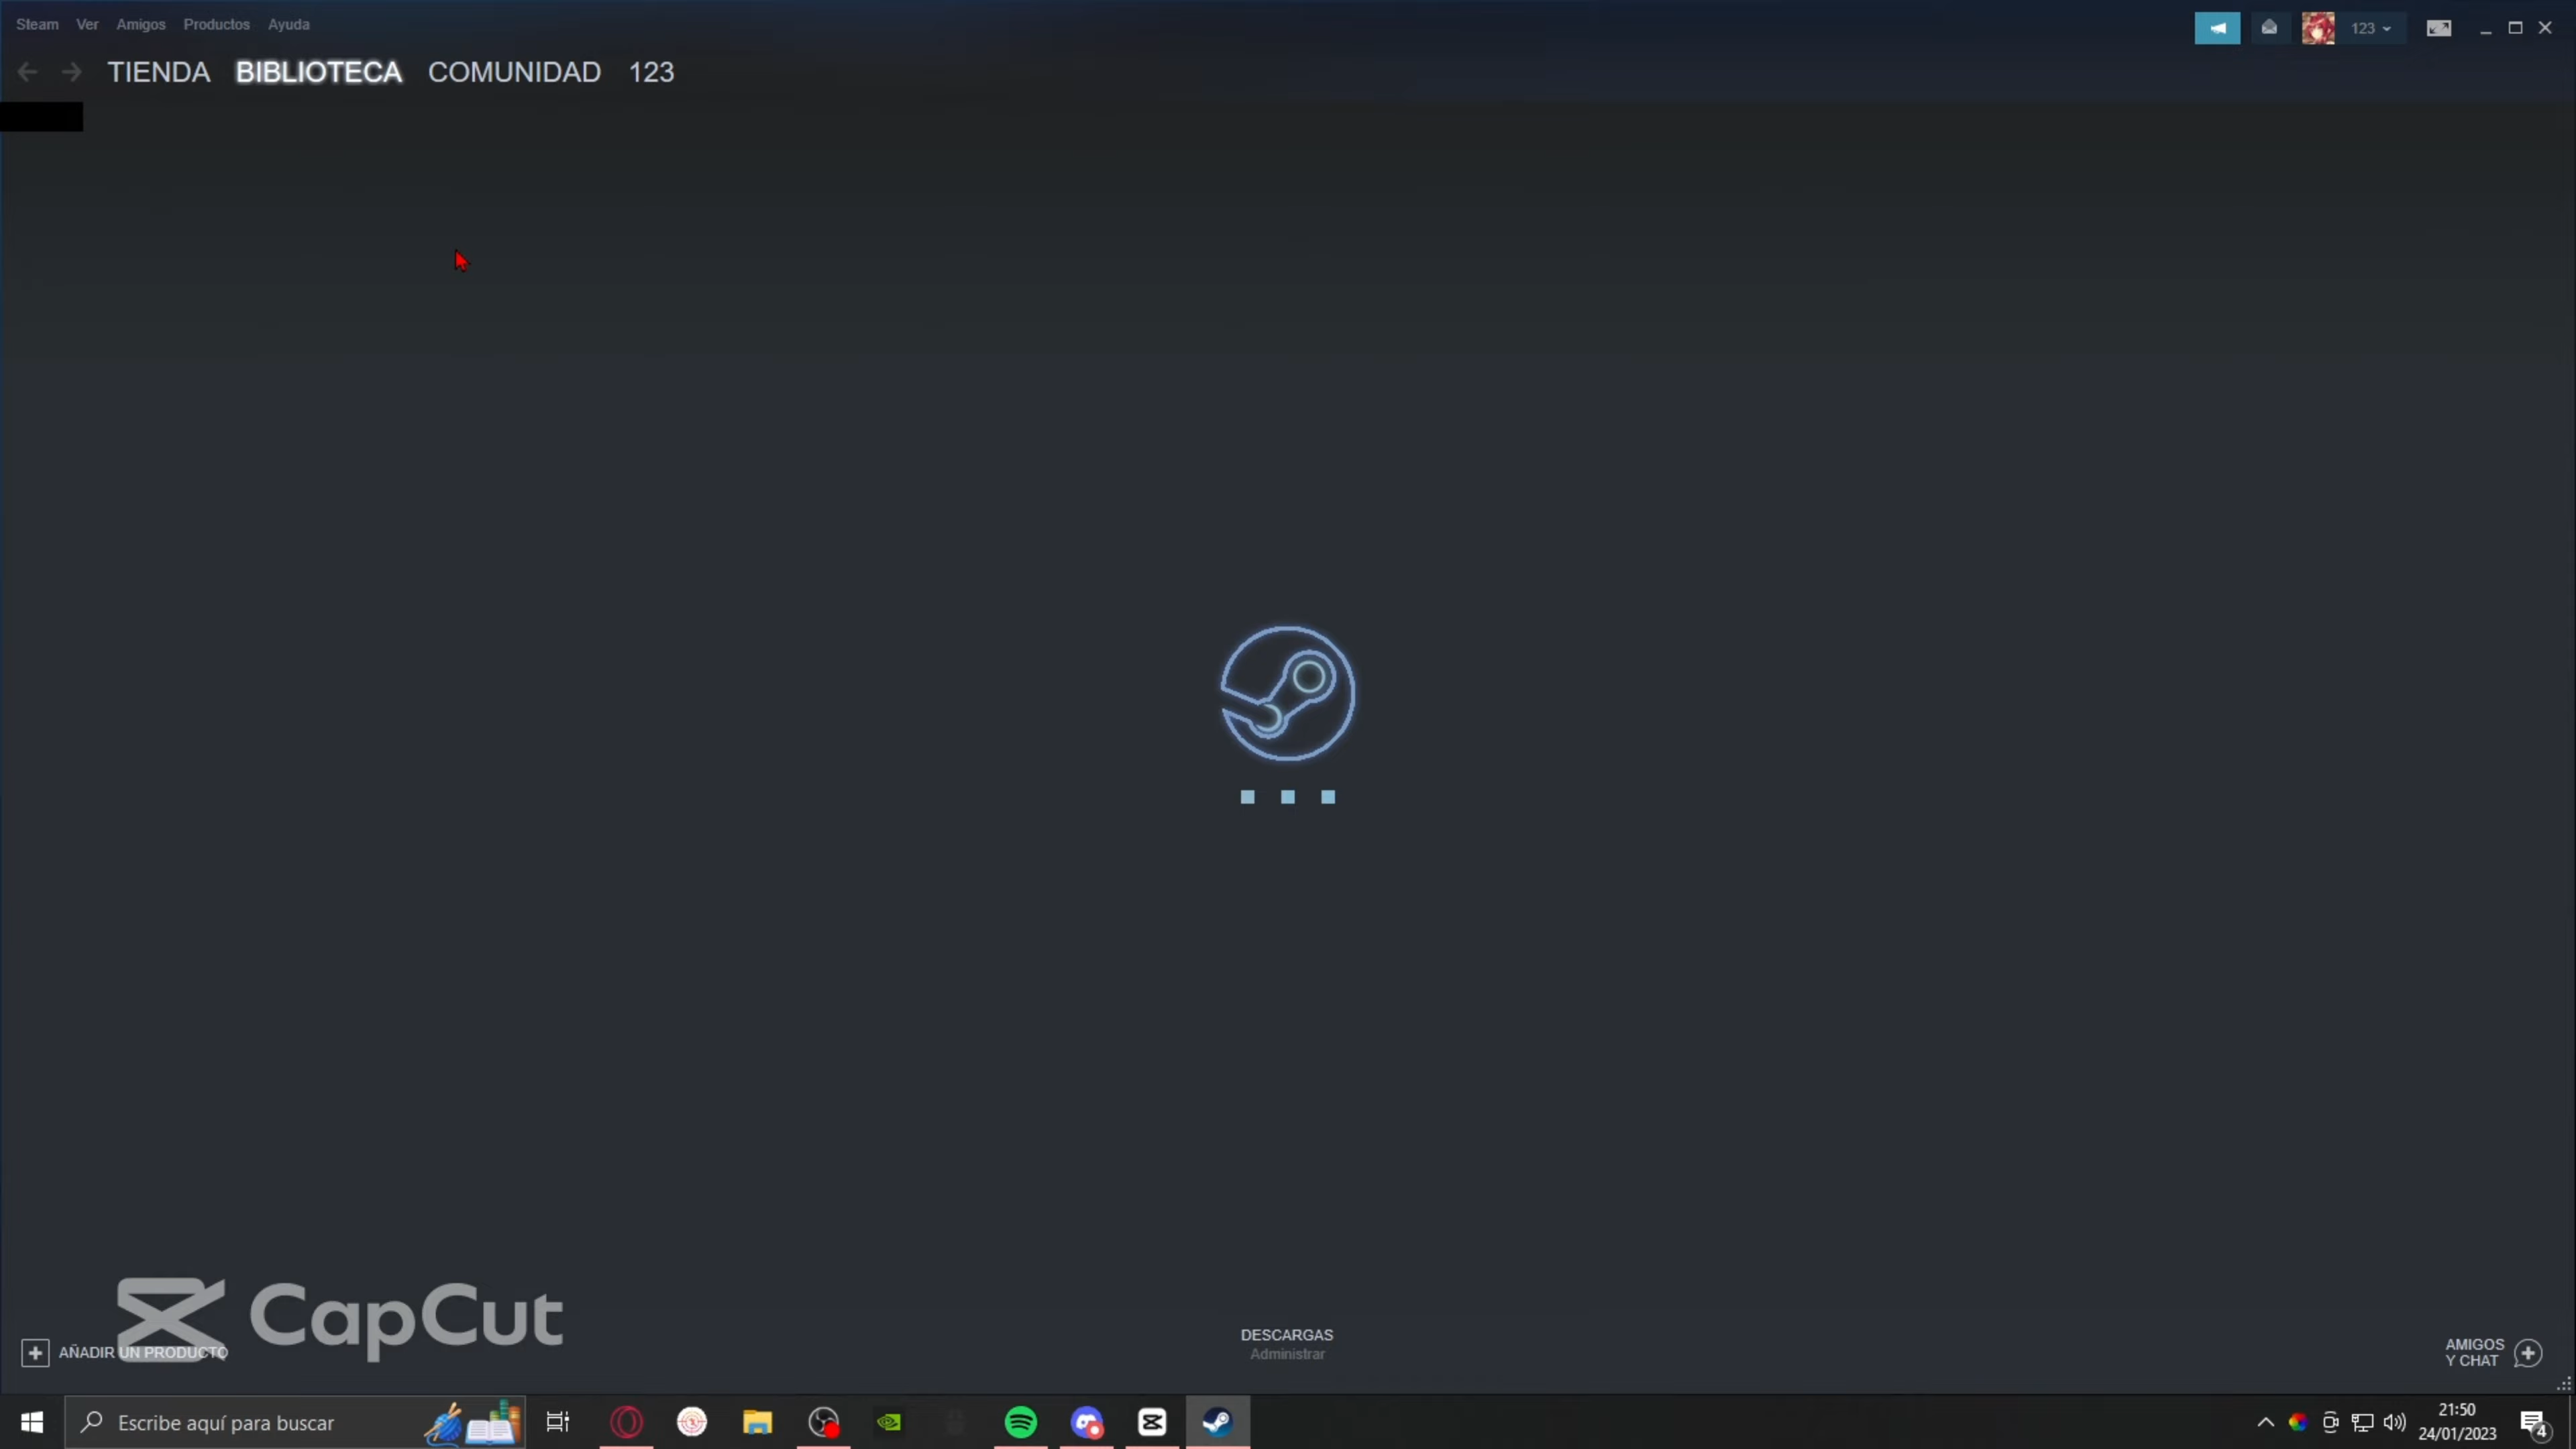 Steam Ver Amigos Productos Ayuda
123
TIENDA BIBLIOTECA COMUNIDAD 123
CapCut
AÑADIR UN PRODUCTO
DESCARGAS
Administrar
AMIGOS
Y CHAT
Escribe aquí para buscar
21:50
24/01/2023
4